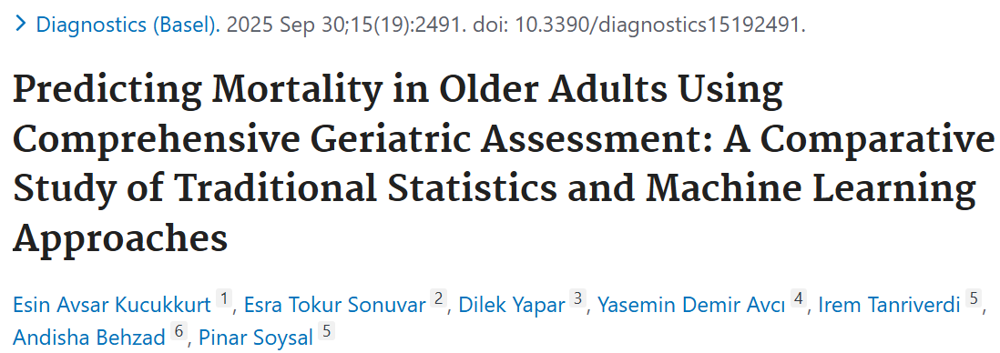 > Diagnostics (Basel). 2025 Sep 30;15(19):2491. doi: 10.3390/diagnostics15192491.
Predicting Mortality in Older Adults Using
Comprehensive Geriatric Assessment: A Comparative
Study of Traditional Statistics and Machine Learning
Approaches
Esin Avsar Kucukkurt 1, Esra Tokur Sonuvar 2, Dilek Yapar 3, Yasemin Demir Avcı 4, Irem Tanriverdi 5,
Andisha Behzad 6, Pinar Soysal 5